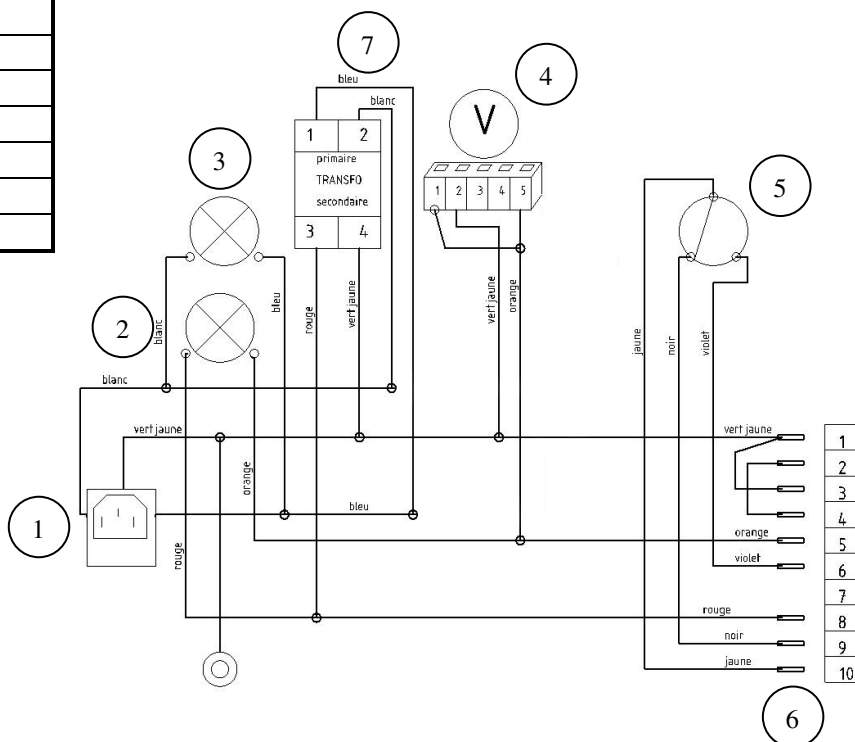 7
bleu
blanc
4
V
3
1 2
primaire
TRANSFO
secondaire
3 4
1 2 3 4 5
5
2
blanc
bleu
rouge
vert jaune
vert jaune
orange
jaune
noir
violet
blanc
vert jaune
vert jaune
orange
bleu
1
rouge
orange
violet
rouge
noir
jaune
1
2
3
4
5
6
7
8
9
10
6